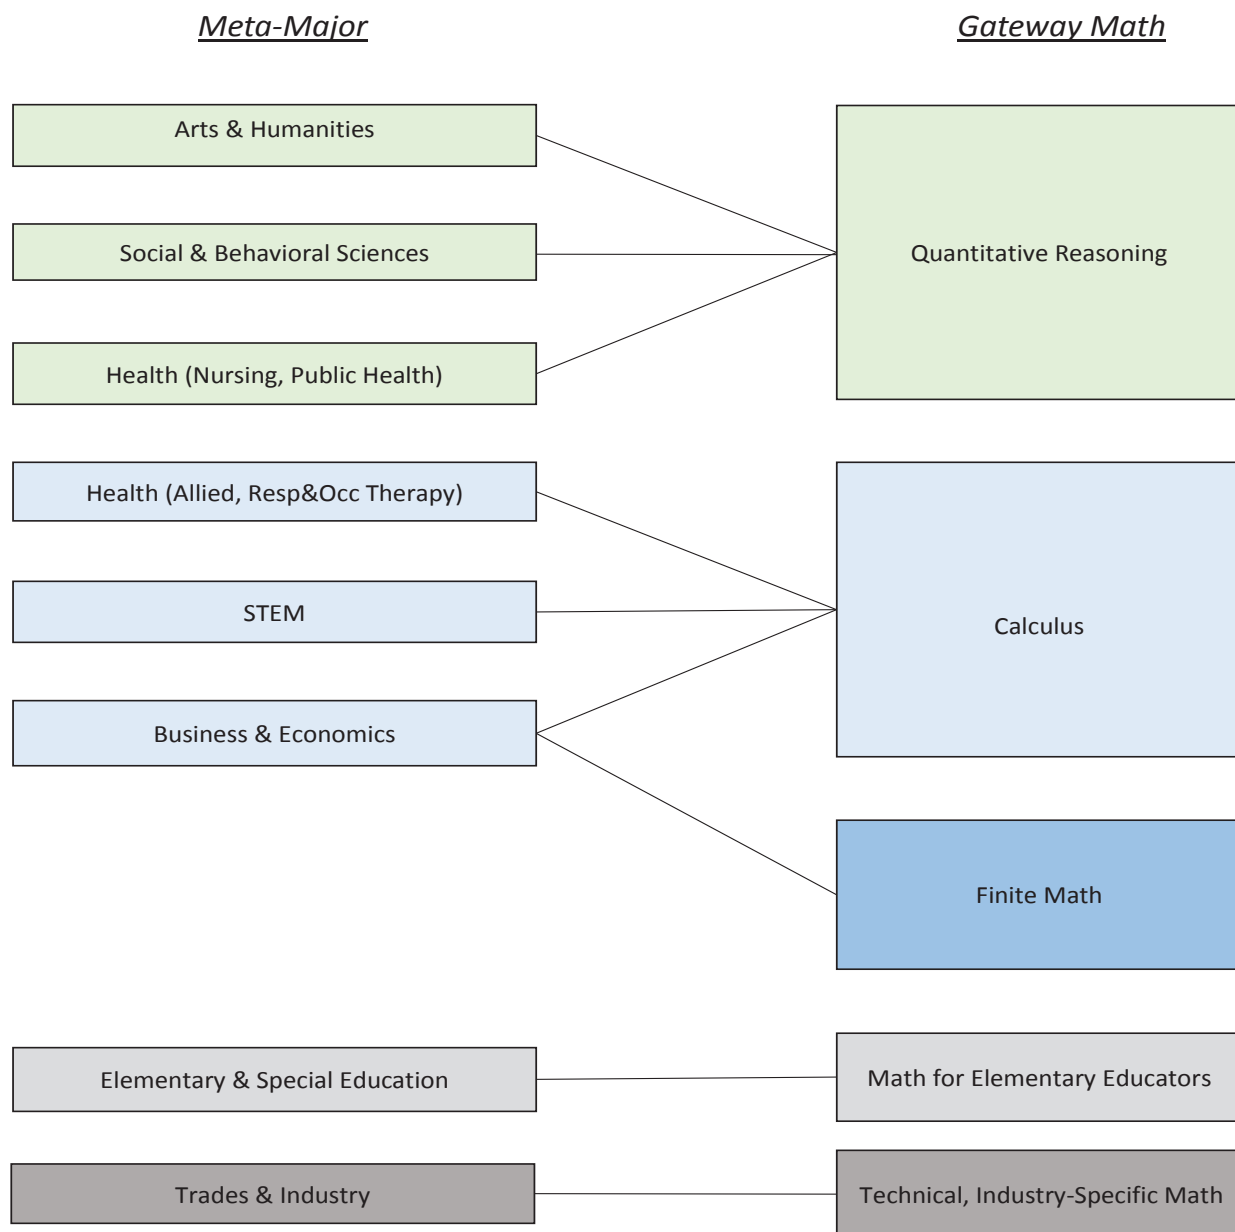 Meta-Major
Gateway Math
Arts & Humanities
Social & Behavioral Sciences
Quantitative Reasoning
Health (Nursing, Public Health)
Health (Allied, Resp&Occ Therapy)
STEM
Calculus
Business & Economics
Finite Math
Elementary & Special Education
Math for Elementary Educators
Trades & Industry
Technical, Industry-Specific Math